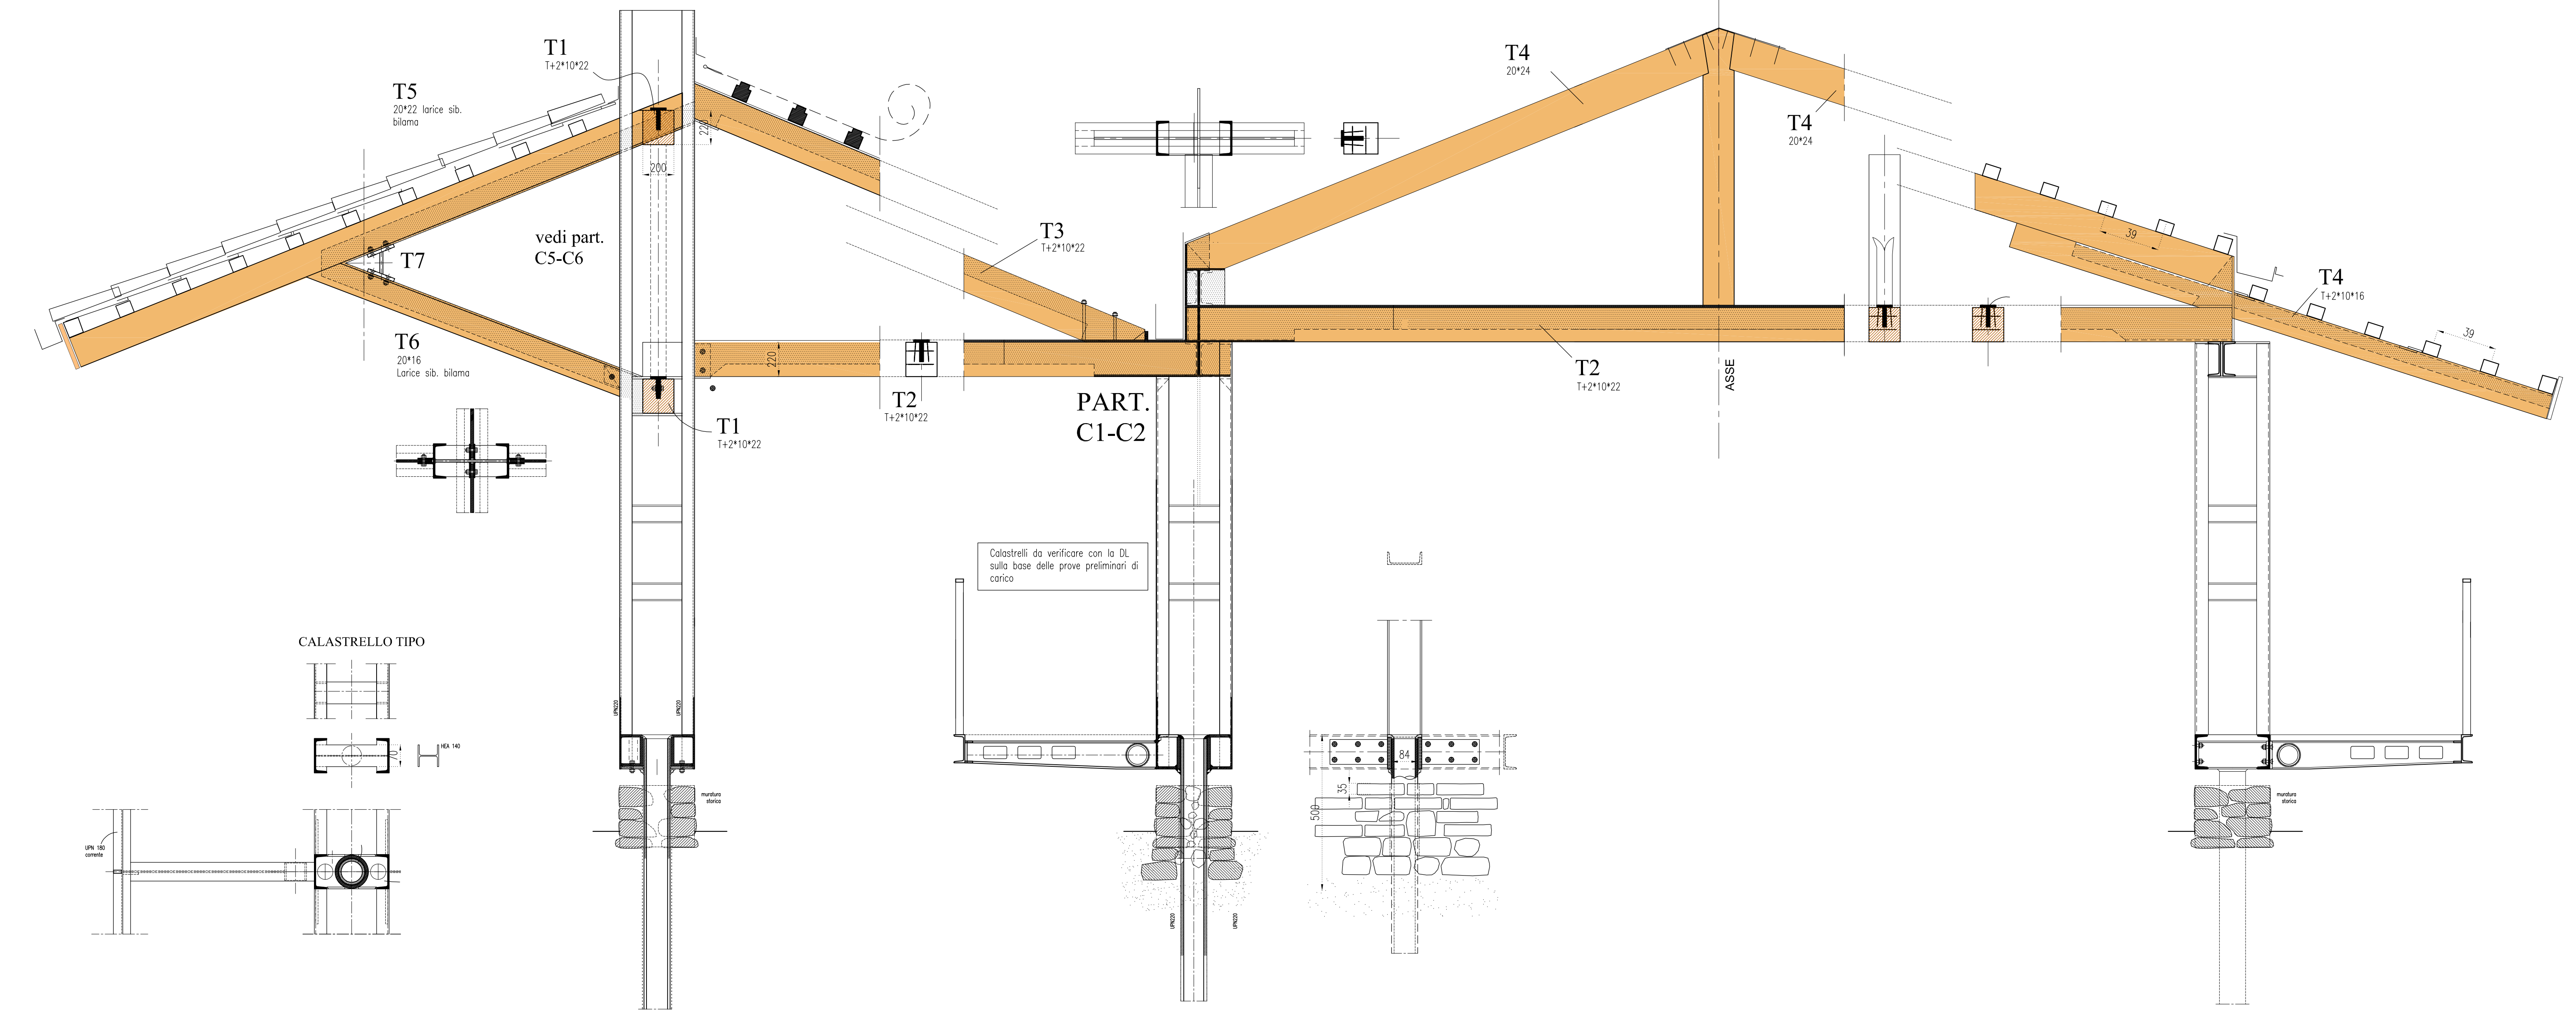 T1
T+2*10*22
T5
20*22 larice sib.
bilama
220
200
vedi part.
C5-C6
T7
T6
20*16
Larice sib. bilama
T1
T+2*10*22
220
T2
T+2*10*22
T3
T+2*10*22
PART.
C1-C2
T4
20*24
T4
20*24
T2
T+2*10*22
ASSE
39
T4
T+2*10*16
39
Calastrelli da verificare con la DL
sulla base delle prove preliminari di
carico
CALASTRELLO TIPO
70
HEA 140
UPN 180
corrente
UPN220
UPN220
muratura
storica
UPN220
UPN220
84
35
500
muratura
storica